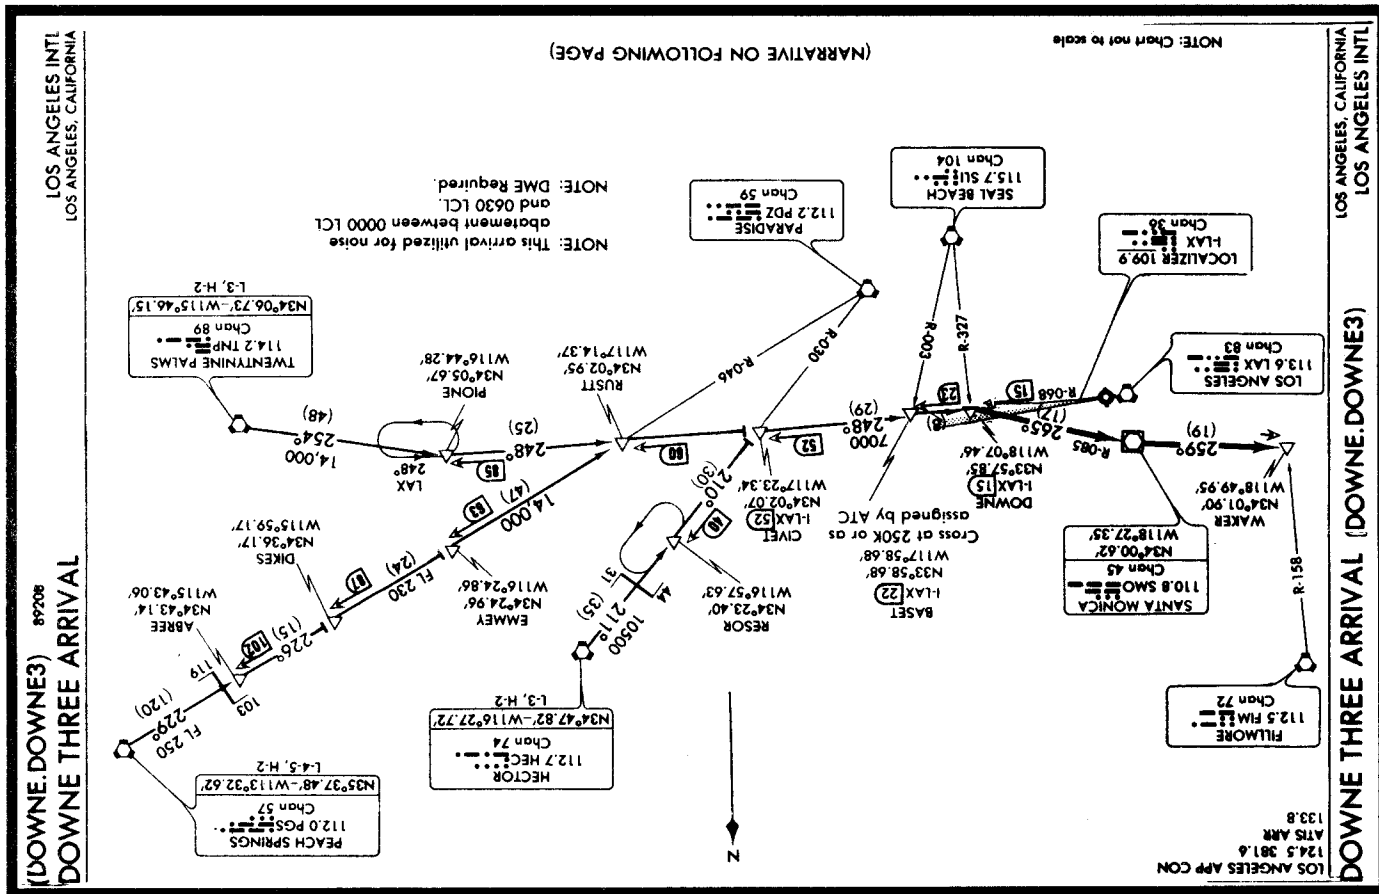 (DOWNE.DOWNE3) 89208
DOWNE THREE ARRIVAL
LOS ANGELES INTL
LOS ANGELES, CALIFORNIA
LOS ANGELES APP CON
124.5 381.6
ATIS ARR
133.8
N
FILLMORE
112.5 FIM
Chan 72
R-158
HECTOR
112.7 HEC
Chan 74
N34°47.82'-W116°27.72'
L-3, H-2
PEACH SPRINGS
112.0 PGS
Chan 57
N35°37.48'-W113°32.62'
L-4-5, H-2
FL 250
229°
(120)
103
119
ABREE
N34°43.14'
W115°43.06'
102
226°
(15)
DIKES
N34°36.17'
W115°59.17'
87
FL 230
(24)
EMMEY
N34°24.96'
W116°24.86'
63
14,000
(47)
10500
211°
(35)
44
31
RESOR
N34°23.40'
W116°57.63'
40
210°
(30)
SANTA MONICA
110.8 SMO
Chan 45
N34°00.62'
W118°27.35'
WAKER
N34°01.90'
W118°49.95'
259°
(19)
R-085
265°
(17)
DOWNE
I-LAX 15
N33°57.85'
W118°07.46'
BASET
I-LAX 22
N33°58.68'
W117°58.68'
Cross at 250K or as
assigned by ATC
CIVET
I-LAX 52
N34°02.07'
W117°23.34'
7000
248°
(29)
52
60
(8)
23
15
R-068
LAX
248°
85
248°
(25)
PIONE
N34°05.67'
W116°44.28'
RUSTT
N34°02.95'
W117°14.37'
14,000
254°
(48)
TWENTYNINE PALMS
114.2 TNP
Chan 89
N34°06.73'-W115°46.15'
L-3, H-2
LOS ANGELES
113.6 LAX
Chan 83
LOCALIZER 109.9
I-LAX
Chan 36
R-327
R-003
R-030
R-046
SEAL BEACH
115.7 SLI
Chan 104
PARADISE
112.2 PDZ
Chan 59
NOTE: This arrival utilized for noise
abatement between 0000 LCL
and 0630 LCL.
NOTE: DME Required.
NOTE: Chart not to scale
(NARRATIVE ON FOLLOWING PAGE)
DOWNE THREE ARRIVAL (DOWNE.DOWNE3)
LOS ANGELES, CALIFORNIA
LOS ANGELES INTL